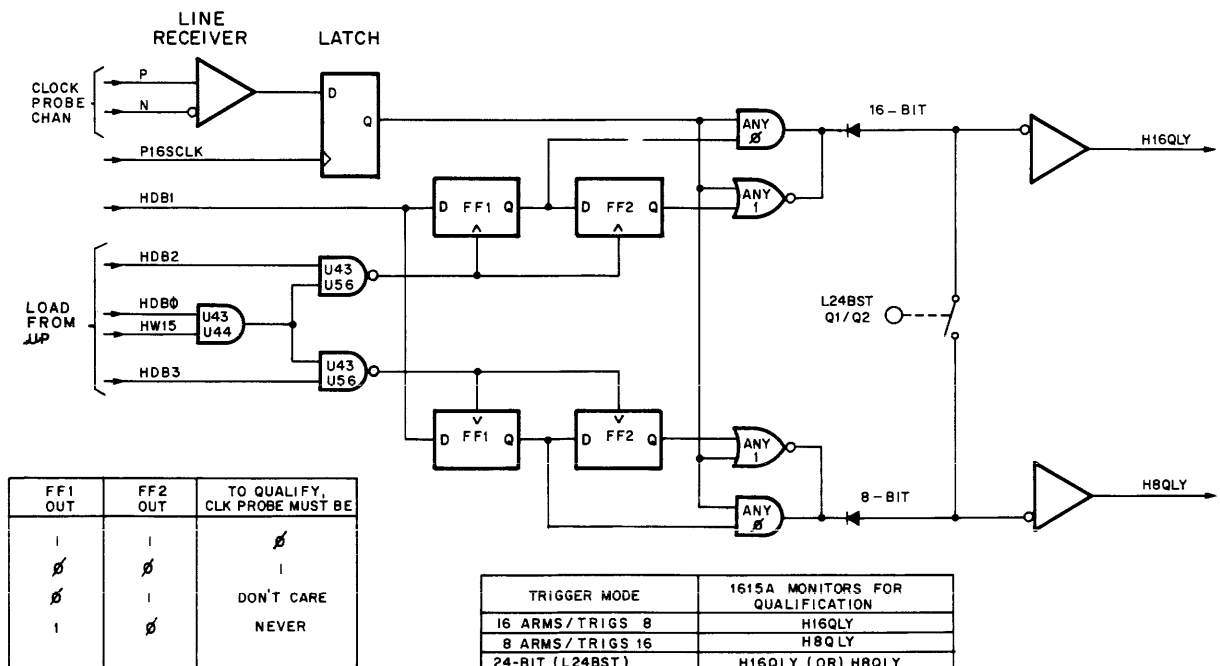 LINE
RECEIVER
LATCH
CLOCK
PROBE
CHAN
P
N
D
Q
P16SCLK
ANY
Ø
16-BIT
H16QLY
ANY
1
HDB1
D FF1 Q
D FF2 Q
LOAD
FROM
µP
HDB2
HDBØ
HW15
HDB3
U43
U56
U43
U44
U43
U56
L24BST
Q1/Q2
D FF1 Q
D FF2 Q
ANY
1
ANY
Ø
8-BIT
H8QLY
FF1 OUT FF2 OUT TO QUALIFY, CLK PROBE MUST BE
1 1 Ø
Ø Ø 1
Ø 1 DON'T CARE
1 Ø NEVER
TRIGGER MODE 1615A MONITORS FOR QUALIFICATION
16 ARMS/TRIGS 8 H16QLY
8 ARMS/TRIGS 16 H8QLY
24-BIT (L24BST) H16QLY (OR) H8QLY